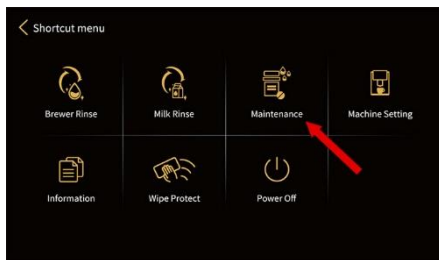 Shortcut menu
Brewer Rinse
Milk Rinse
Maintenance
Machine Setting
Information
Wipe Protect
Power Off